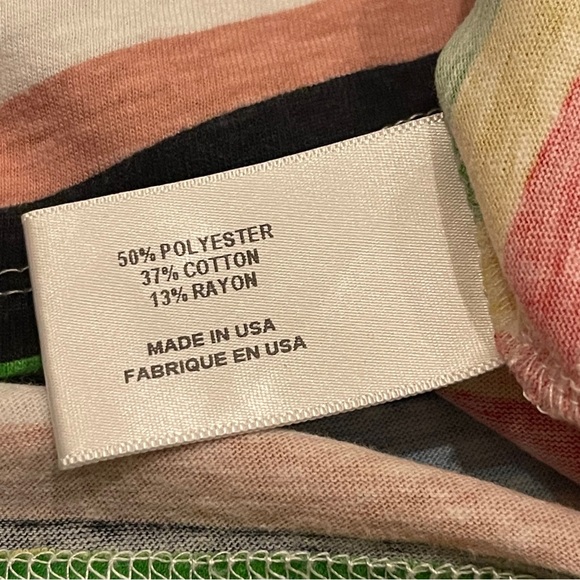 50% POLYESTER
37% COTTON
13% RAYON
MADE IN USA
FABRIQUE EN USA